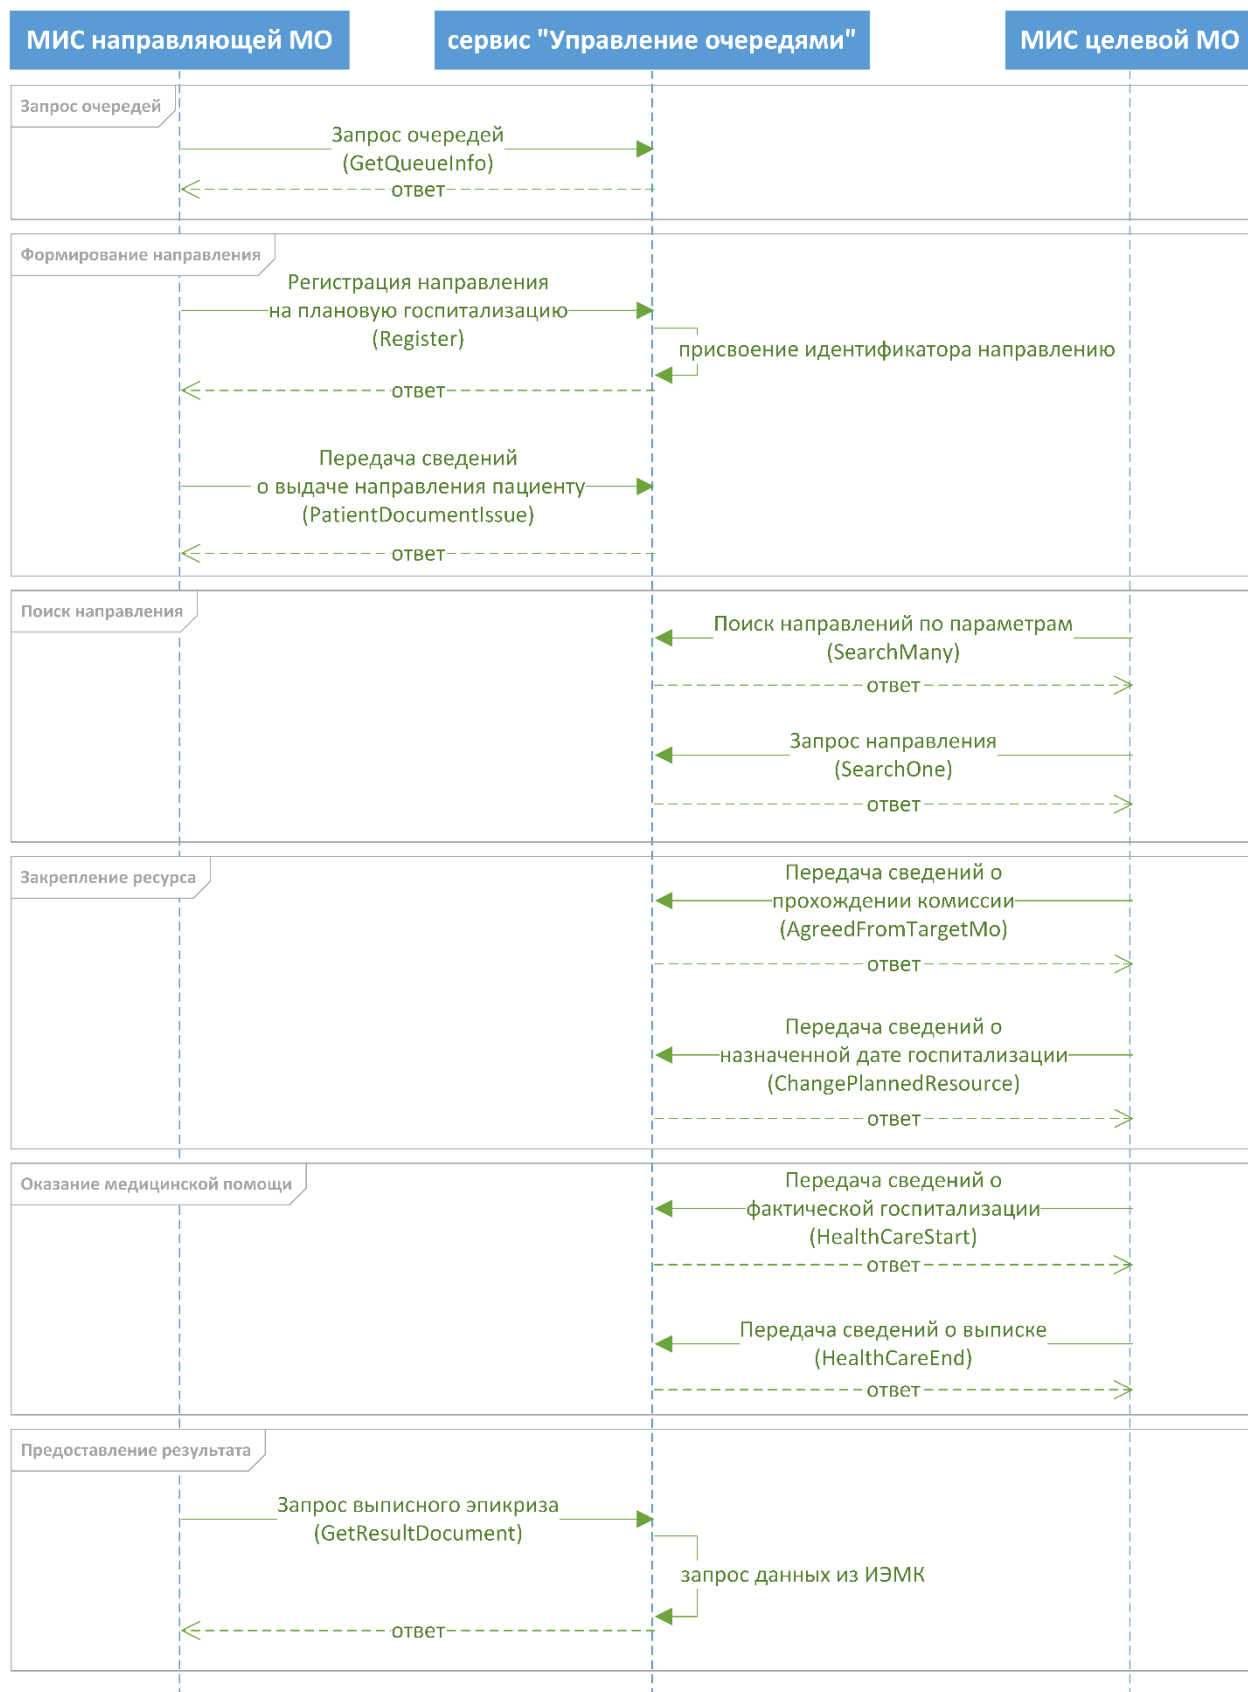 МИС направляющей МО
сервис "Управление очередями"
МИС целевой МО
Запрос очередей
Запрос очередей
(GetQueueInfo)
ответ
Формирование направления
Регистрация направления
на плановую госпитализацию
(Register)
присвоение идентификатора направлению
ответ
Передача сведений
о выдаче направления пациенту
(PatientDocumentIssue)
ответ
Поиск направления
Поиск направлений по параметрам
(SearchMany)
ответ
Запрос направления
(SearchOne)
ответ
Закрепление ресурса
Передача сведений о
прохождении комиссии
(AgreedFromTargetMo)
ответ
Передача сведений о
назначенной дате госпитализации
(ChangePlannedResource)
ответ
Оказание медицинской помощи
Передача сведений о
фактической госпитализации
(HealthCareStart)
ответ
Передача сведений о выписке
(HealthCareEnd)
ответ
Предоставление результата
Запрос выписного эпикриза
(GetResultDocument)
запрос данных из ИЭМК
ответ